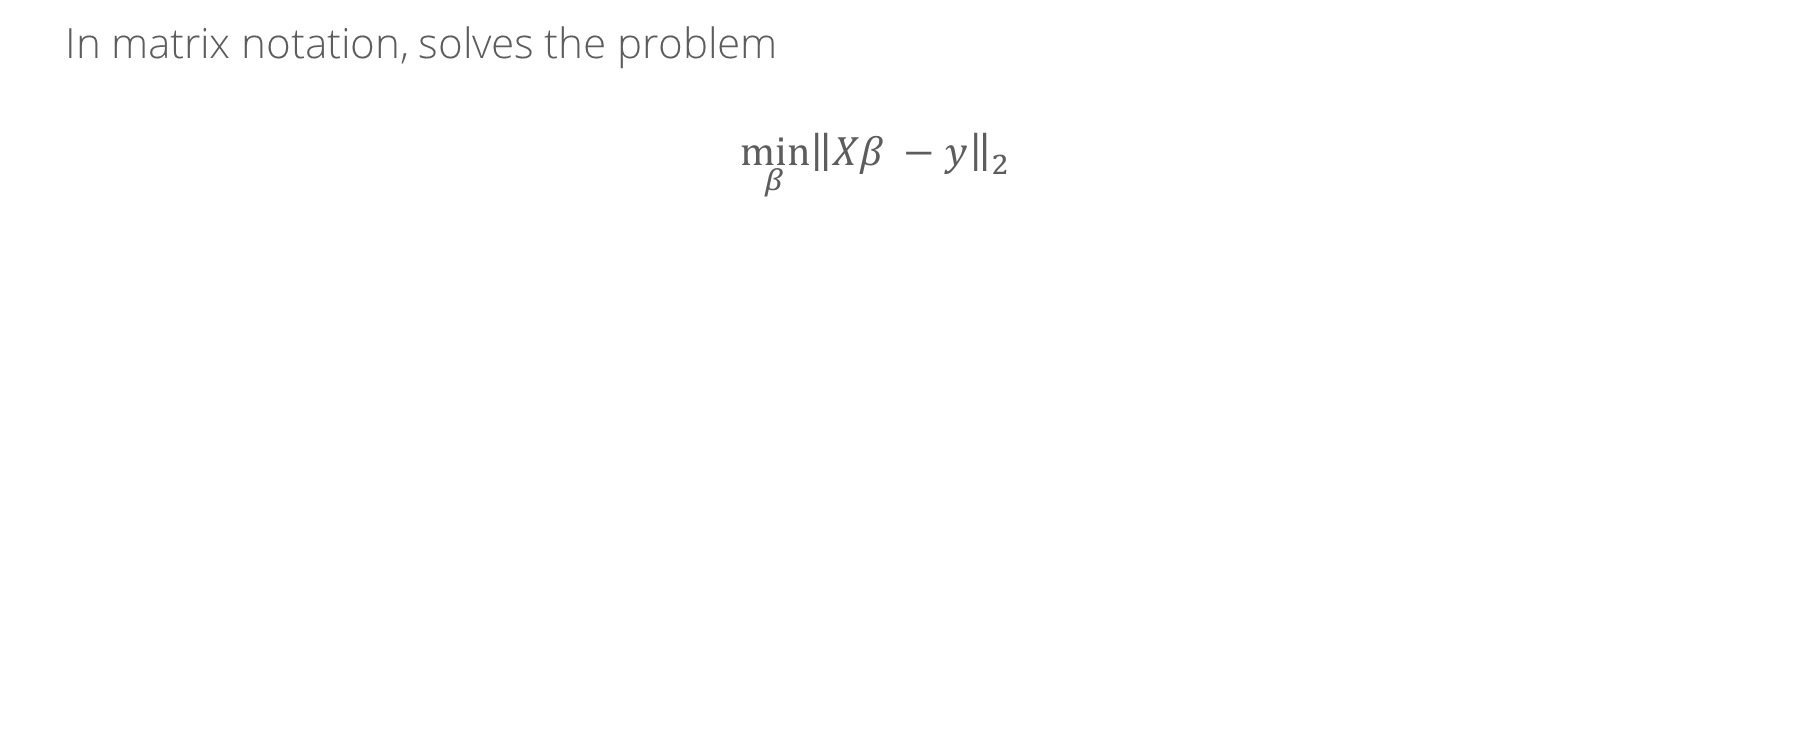 In matrix notation, solves the problem
min‖Xβ − y‖₂
β